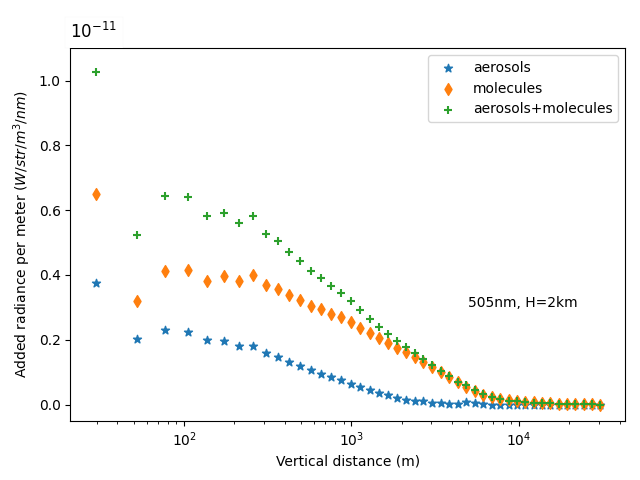 10⁻¹¹
aerosols
molecules
aerosols+molecules
1.0
0.8
0.6
0.4
0.2
0.0
Added radiance per meter (W/str/m³/nm)
505nm, H=2km
10² 10³ 10⁴
Vertical distance (m)